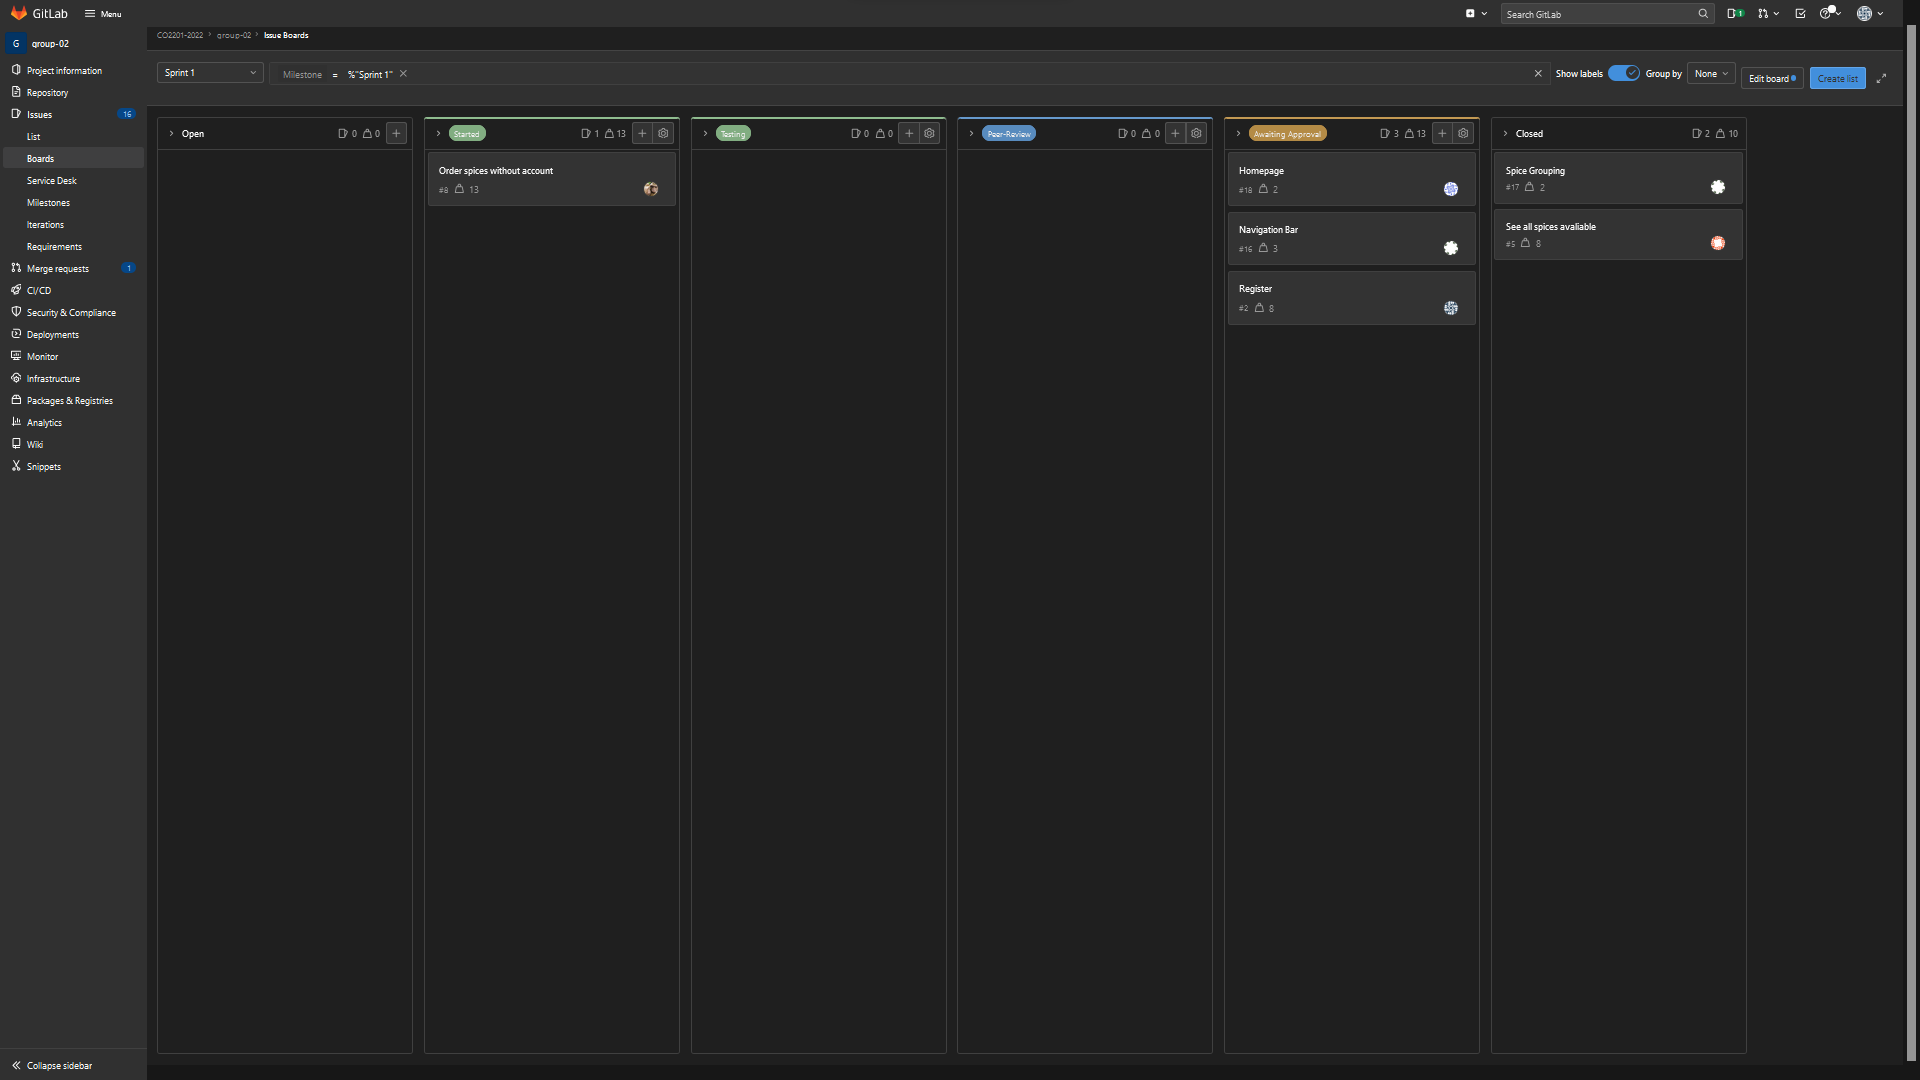 GitLab Menu
Search GitLab
1
G group-02
CO2201-2022 > group-02 > Issue Boards
Project information
Repository
Issues 16
List
Boards
Service Desk
Milestones
Iterations
Requirements
Merge requests 1
CI/CD
Security & Compliance
Deployments
Monitor
Infrastructure
Packages & Registries
Analytics
Wiki
Snippets
Collapse sidebar
Sprint 1
Milestone = %"Sprint 1"
Show labels
Group by
None
Edit board
Create list
Open 0 0
Started 1 13
Order spices without account
#8 13
Testing 0 0
Peer-Review 0 0
Awaiting Approval 3 13
Homepage
#18 2
Navigation Bar
#16 3
Register
#2 8
Closed 2 10
Spice Grouping
#17 2
See all spices avaliable
#5 8